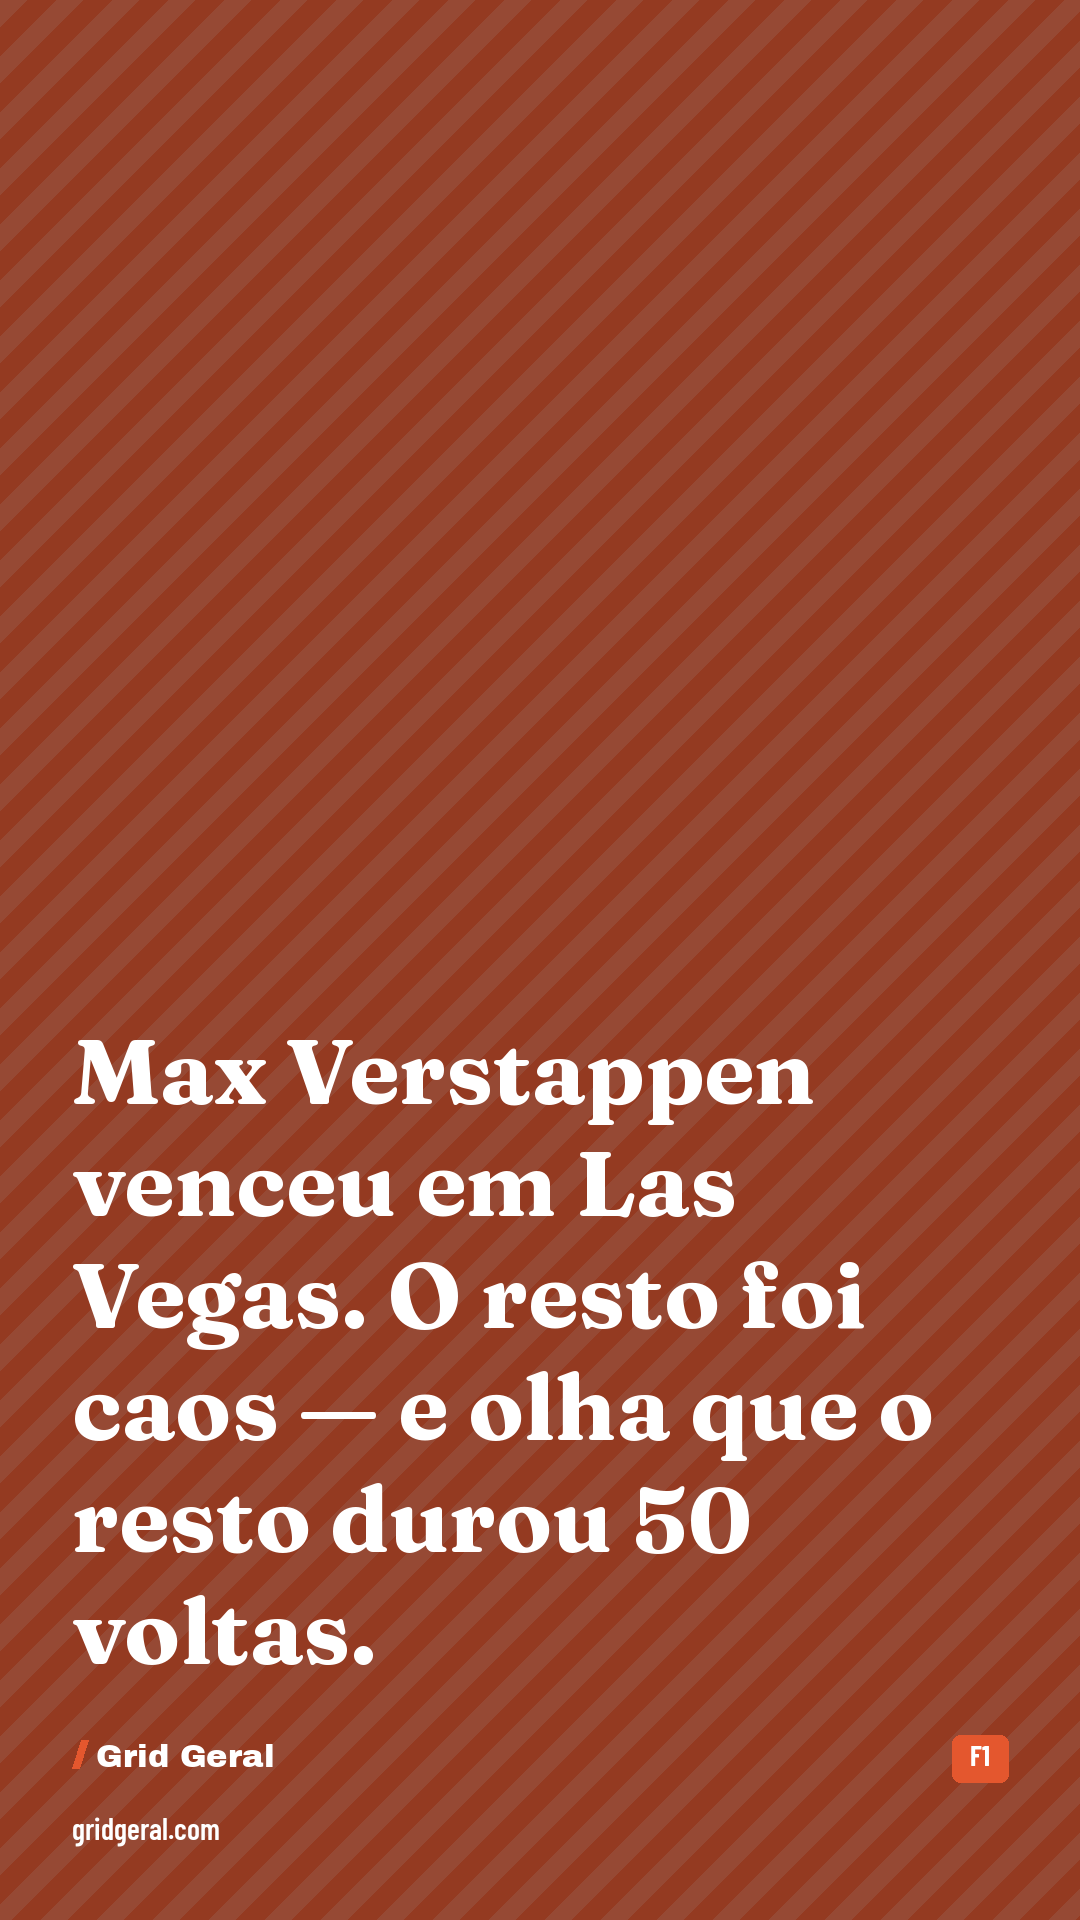 Max Verstappen
venceu em Las
Vegas. O resto foi
caos — e olha que o
resto durou 50
voltas.
Grid Geral
F1
gridgeral.com